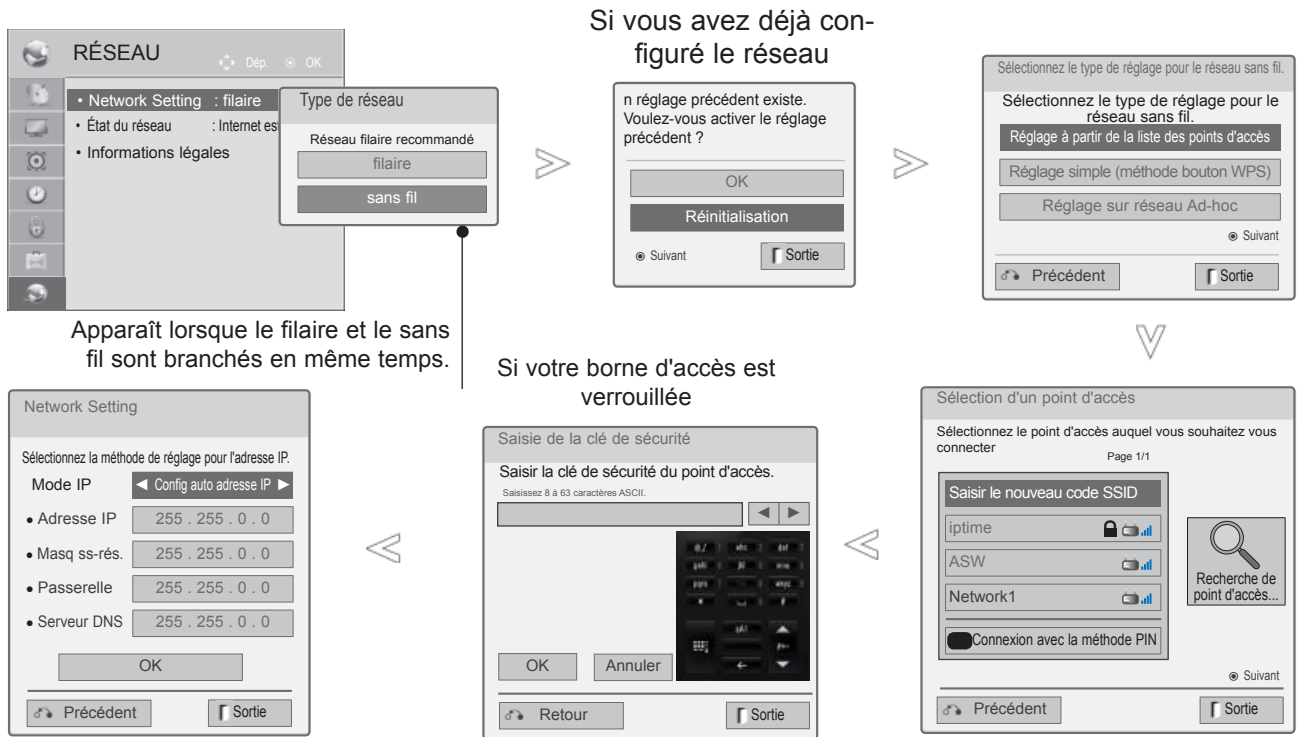 RÉSEAU
Dép. OK
• Network Setting : filaire
• État du réseau : Internet es
• Informations légales
Type de réseau
Réseau filaire recommandé
filaire
sans fil
Apparaît lorsque le filaire et le sans
fil sont branchés en même temps.
Si vous avez déjà con-
figuré le réseau
n réglage précédent existe.
Voulez-vous activer le réglage
précédent ?
OK
Réinitialisation
Suivant
Sortie
Sélectionnez le type de réglage pour le réseau sans fil.
Sélectionnez le type de réglage pour le
réseau sans fil.
Réglage à partir de la liste des points d'accès
Réglage simple (méthode bouton WPS)
Réglage sur réseau Ad-hoc
Suivant
Précédent
Sortie
Sélection d'un point d'accès
Sélectionnez le point d'accès auquel vous souhaitez vous
connecter
Page 1/1
Saisir le nouveau code SSID
iptime
ASW
Network1
Connexion avec la méthode PIN
Recherche de
point d'accès...
Suivant
Précédent
Sortie
Si votre borne d'accès est
verrouillée
Saisie de la clé de sécurité
Saisir la clé de sécurité du point d'accès.
Saisissez 8 à 63 caractères ASCII.
OK
Annuler
Retour
Sortie
Network Setting
Sélectionnez la méthode de réglage pour l'adresse IP.
Mode IP ◄ Config auto adresse IP ►
• Adresse IP 255 . 255 . 0 . 0
• Masq ss-rés. 255 . 255 . 0 . 0
• Passerelle 255 . 255 . 0 . 0
• Serveur DNS 255 . 255 . 0 . 0
OK
Précédent
Sortie